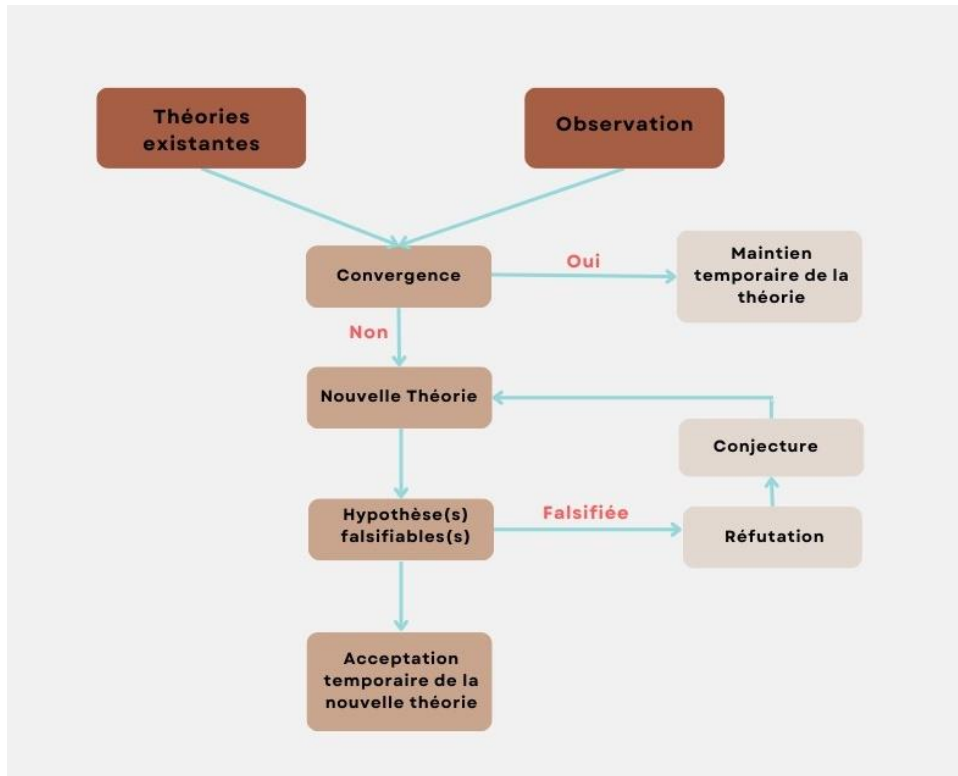 Théories
existantes
Observation
Convergence
Oui
Maintien
temporaire de la
théorie
Non
Nouvelle Théorie
Conjecture
Hypothèse(s)
falsifiables(s)
Falsifiée
Réfutation
Acceptation
temporaire de la
nouvelle théorie